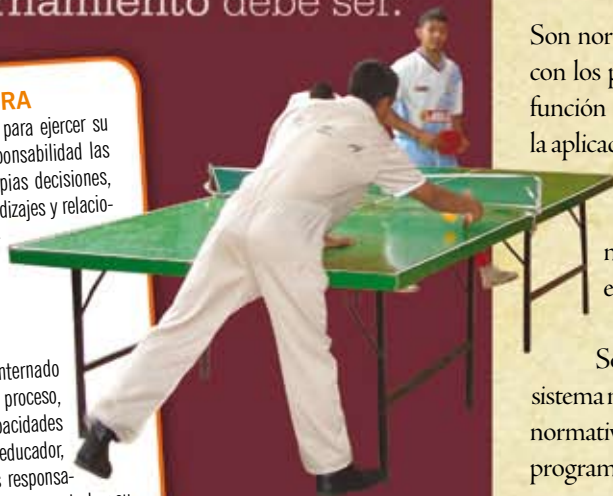 rnamiento debe ser:
RA
para ejercer su
ponsabilidad las
pias decisiones,
dizajes y relacio-
nternado
proceso,
pacidades
educador,
s responsa-
Son nor
con los p
función
la aplicad
n
e
Se
sistema n
normativ
program